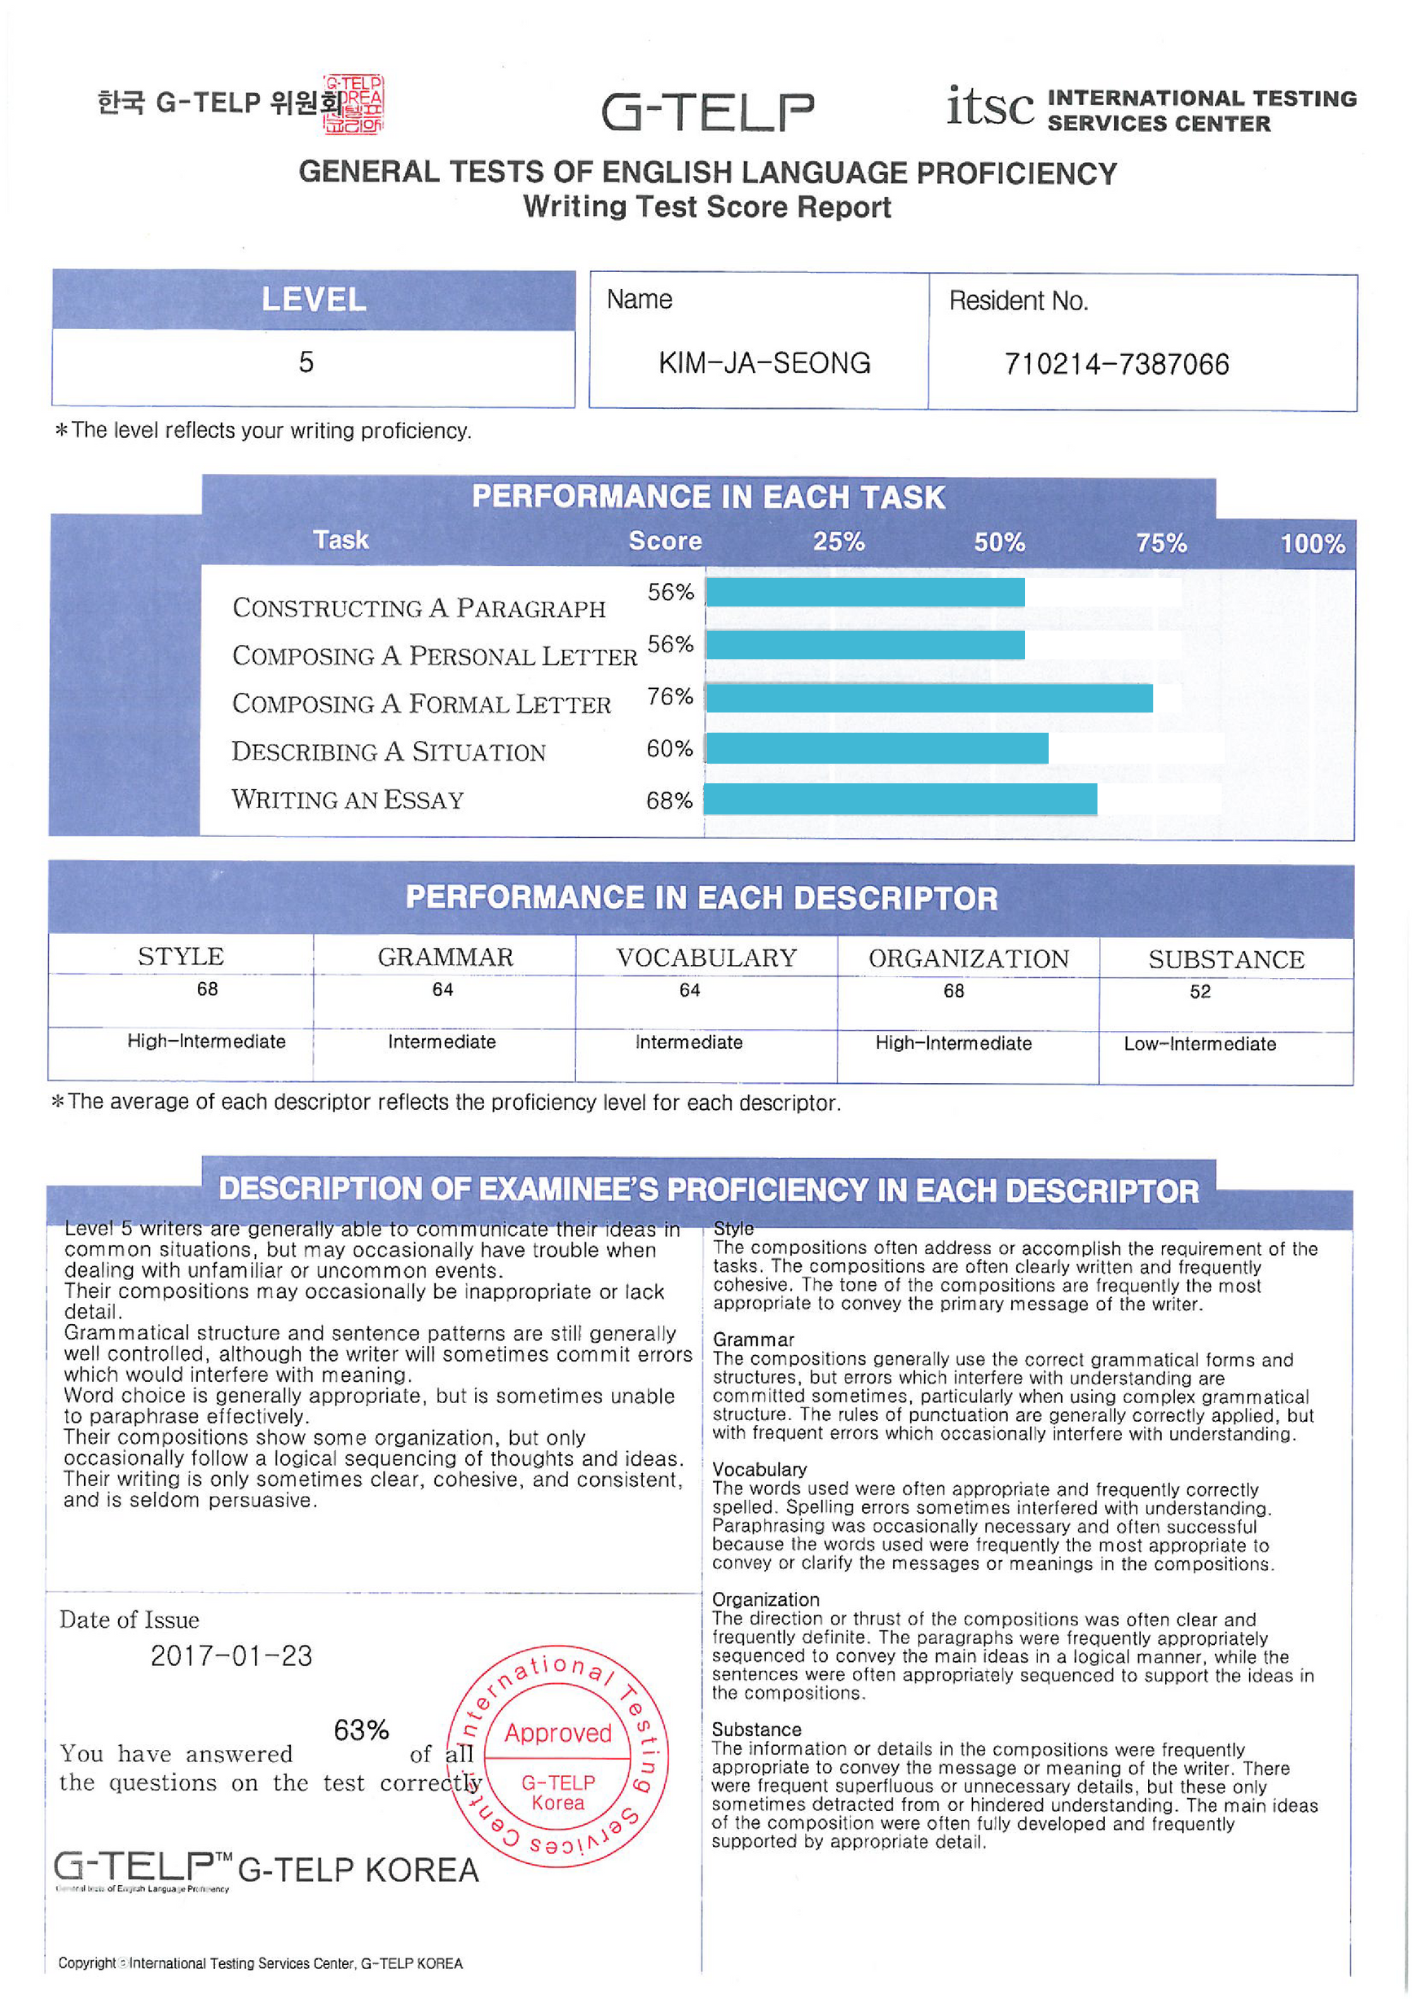 한국 G-TELP 위원회
G-TELP
itsc INTERNATIONAL TESTING
SERVICES CENTER
GENERAL TESTS OF ENGLISH LANGUAGE PROFICIENCY
Writing Test Score Report
LEVEL
5
Name
KIM-JA-SEONG
Resident No.
710214-7387066
*The level reflects your writing proficiency.
PERFORMANCE IN EACH TASK
Task Score 25% 50% 75% 100%
CONSTRUCTING A PARAGRAPH 56%
COMPOSING A PERSONAL LETTER 56%
COMPOSING A FORMAL LETTER 76%
DESCRIBING A SITUATION 60%
WRITING AN ESSAY 68%
PERFORMANCE IN EACH DESCRIPTOR
STYLE GRAMMAR VOCABULARY ORGANIZATION SUBSTANCE
68 64 64 68 52
High-Intermediate Intermediate Intermediate High-Intermediate Low-Intermediate
*The average of each descriptor reflects the proficiency level for each descriptor.
DESCRIPTION OF EXAMINEE'S PROFICIENCY IN EACH DESCRIPTOR
Level 5 writers are generally able to communicate their ideas in
common situations, but may occasionally have trouble when
dealing with unfamiliar or uncommon events.
Their compositions may occasionally be inappropriate or lack
detail.
Grammatical structure and sentence patterns are still generally
well controlled, although the writer will sometimes commit errors
which would interfere with meaning.
Word choice is generally appropriate, but is sometimes unable
to paraphrase effectively.
Their compositions show some organization, but only
occasionally follow a logical sequencing of thoughts and ideas.
Their writing is only sometimes clear, cohesive, and consistent,
and is seldom persuasive.
Style
The compositions often address or accomplish the requirement of the
tasks. The compositions are often clearly written and frequently
cohesive. The tone of the compositions are frequently the most
appropriate to convey the primary message of the writer.
Grammar
The compositions generally use the correct grammatical forms and
structures, but errors which interfere with understanding are
committed sometimes, particularly when using complex grammatical
structure. The rules of punctuation are generally correctly applied, but
with frequent errors which occasionally interfere with understanding.
Vocabulary
The words used were often appropriate and frequently correctly
spelled. Spelling errors sometimes interfered with understanding.
Paraphrasing was occasionally necessary and often successful
because the words used were frequently the most appropriate to
convey or clarify the messages or meanings in the compositions.
Organization
The direction or thrust of the compositions was often clear and
frequently definite. The paragraphs were frequently appropriately
sequenced to convey the main ideas in a logical manner, while the
sentences were often appropriately sequenced to support the ideas in
the compositions.
Substance
The information or details in the compositions were frequently
appropriate to convey the message or meaning of the writer. There
were frequent superfluous or unnecessary details, but these only
sometimes detracted from or hindered understanding. The main ideas
of the composition were often fully developed and frequently
supported by appropriate detail.
Date of Issue
2017-01-23
63%
You have answered of all
the questions on the test correctly
International Testing Services Center
Approved
G-TELP
Korea
G-TELP™ G-TELP KOREA
General tests of English Language Proficiency
Copyright©International Testing Services Center, G-TELP KOREA